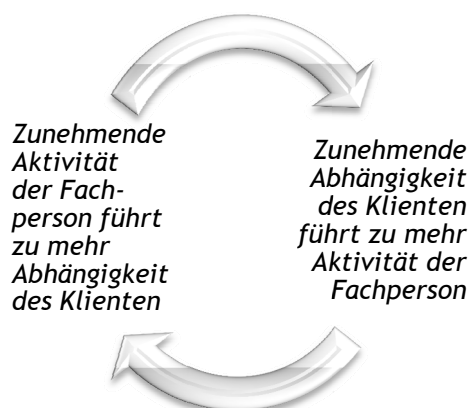 Zunehmende
Aktivität
der Fach-
person führt
zu mehr
Abhängigkeit
des Klienten
Zunehmende
Abhängigkeit
des Klienten
führt zu mehr
Aktivität der
Fachperson